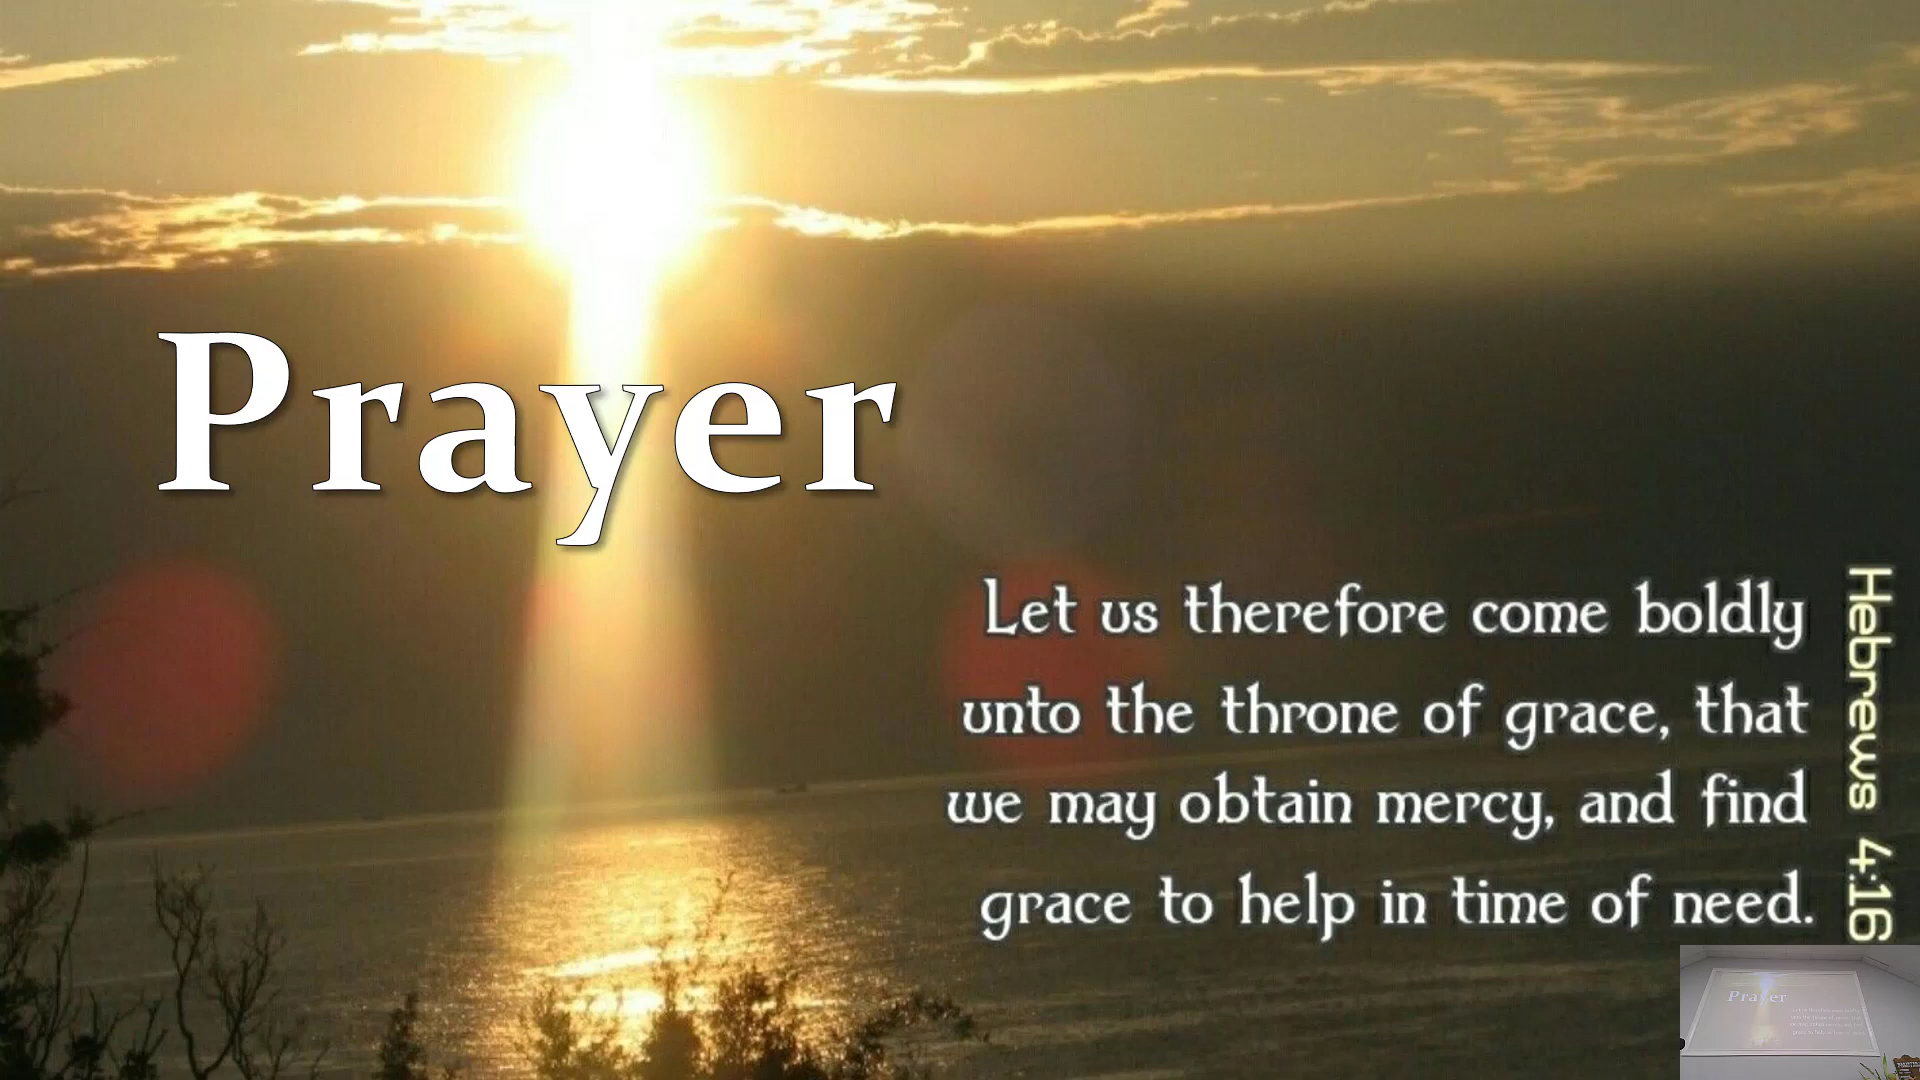 Prayer
Let us therefore come boldly
unto the throne of grace, that
we may obtain mercy, and find
grace to help in time of need.
Hebrews 4:16
Prayer